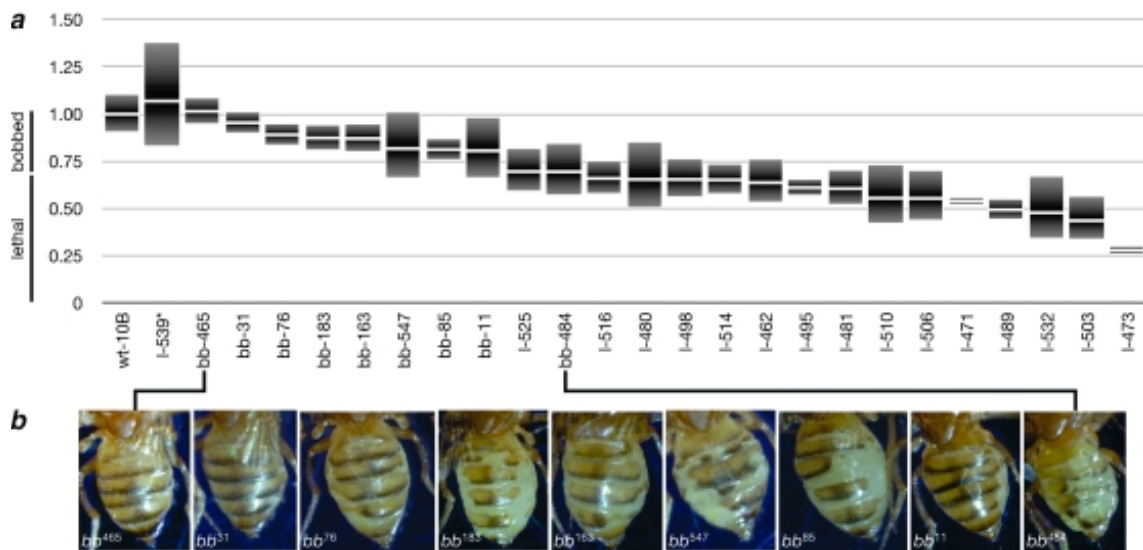 a
1.50
1.25
1.00
0.75
0.50
0.25
0
bobbed
lethal
wt-10B
l-539*
bb-465
bb-31
bb-76
bb-183
bb-163
bb-547
bb-85
bb-11
l-525
bb-484
l-516
l-480
l-498
l-514
l-462
l-495
l-481
l-510
l-506
l-471
l-489
l-532
l-503
l-473
b
bb465
bb31
bb76
bb183
bb163
bb547
bb85
bb11
bb484